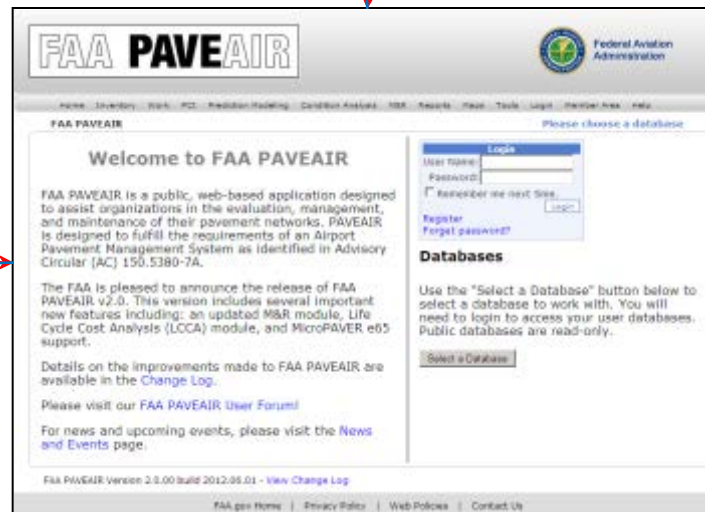 FAA PAVEAIR
Federal Aviation
Administration
Home Inventory Work PCI Prediction Modeling Condition Analysis M&R Reports Maps Tools Login Member Area Help
FAA PAVEAIR
Please choose a database
Welcome to FAA PAVEAIR
FAA PAVEAIR is a public, web-based application designed
to assist organizations in the evaluation, management,
and maintenance of their pavement networks. PAVEAIR
is designed to fulfill the requirements of an Airport
Pavement Management System as identified in Advisory
Circular (AC) 150.5380-7A.
The FAA is pleased to announce the release of FAA
PAVEAIR v2.0. This version includes several important
new features including: an updated M&R module, Life
Cycle Cost Analysis (LCCA) module, and MicroPAVER e65
support.
Details on the improvements made to FAA PAVEAIR are
available in the Change Log.
Please visit our FAA PAVEAIR User Forum!
For news and upcoming events, please visit the News
and Events page.
Login
User Name:
Password:
Remember me next time.
Login
Register
Forgot password?
Databases
Use the "Select a Database" button below to
select a database to work with. You will
need to login to access your user databases.
Public databases are read-only.
Select a Database
FAA PAVEAIR Version 2.0.00 build 2012.06.01 - View Change Log
FAA.gov Home | Privacy Policy | Web Policies | Contact Us